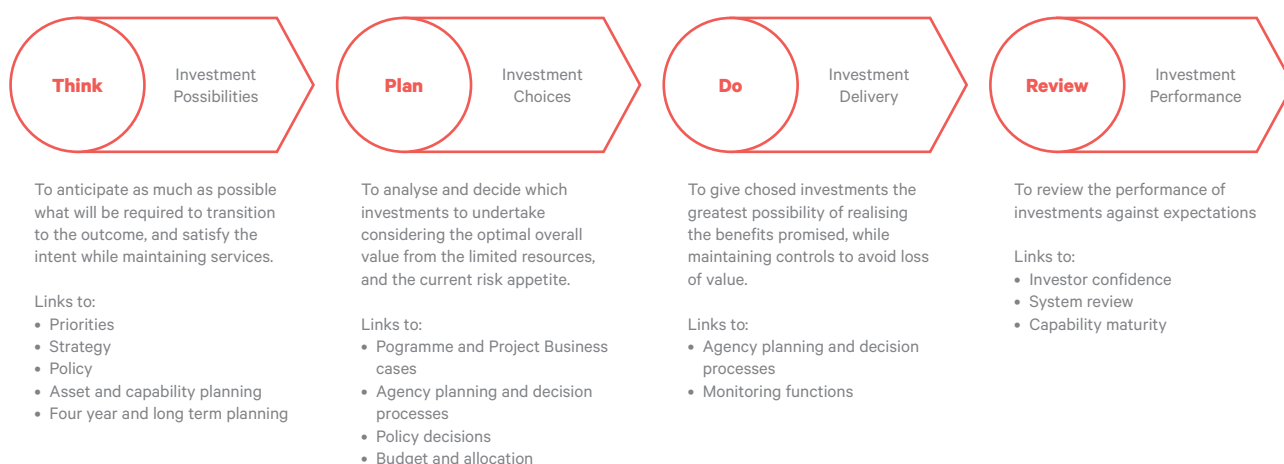 Think
Investment
Possibilities
To anticipate as much as possible
what will be required to transition
to the outcome, and satisfy the
intent while maintaining services.
Links to:
• Priorities
• Strategy
• Policy
• Asset and capability planning
• Four year and long term planning
Plan
Investment
Choices
To analyse and decide which
investments to undertake
considering the optimal overall
value from the limited resources,
and the current risk appetite.
Links to:
• Pogramme and Project Business
cases
• Agency planning and decision
processes
• Policy decisions
• Budget and allocation
Do
Investment
Delivery
To give chosed investments the
greatest possibility of realising
the benefits promised, while
maintaining controls to avoid loss
of value.
Links to:
• Agency planning and decision
processes
• Monitoring functions
Review
Investment
Performance
To review the performance of
investments against expectations
Links to:
• Investor confidence
• System review
• Capability maturity